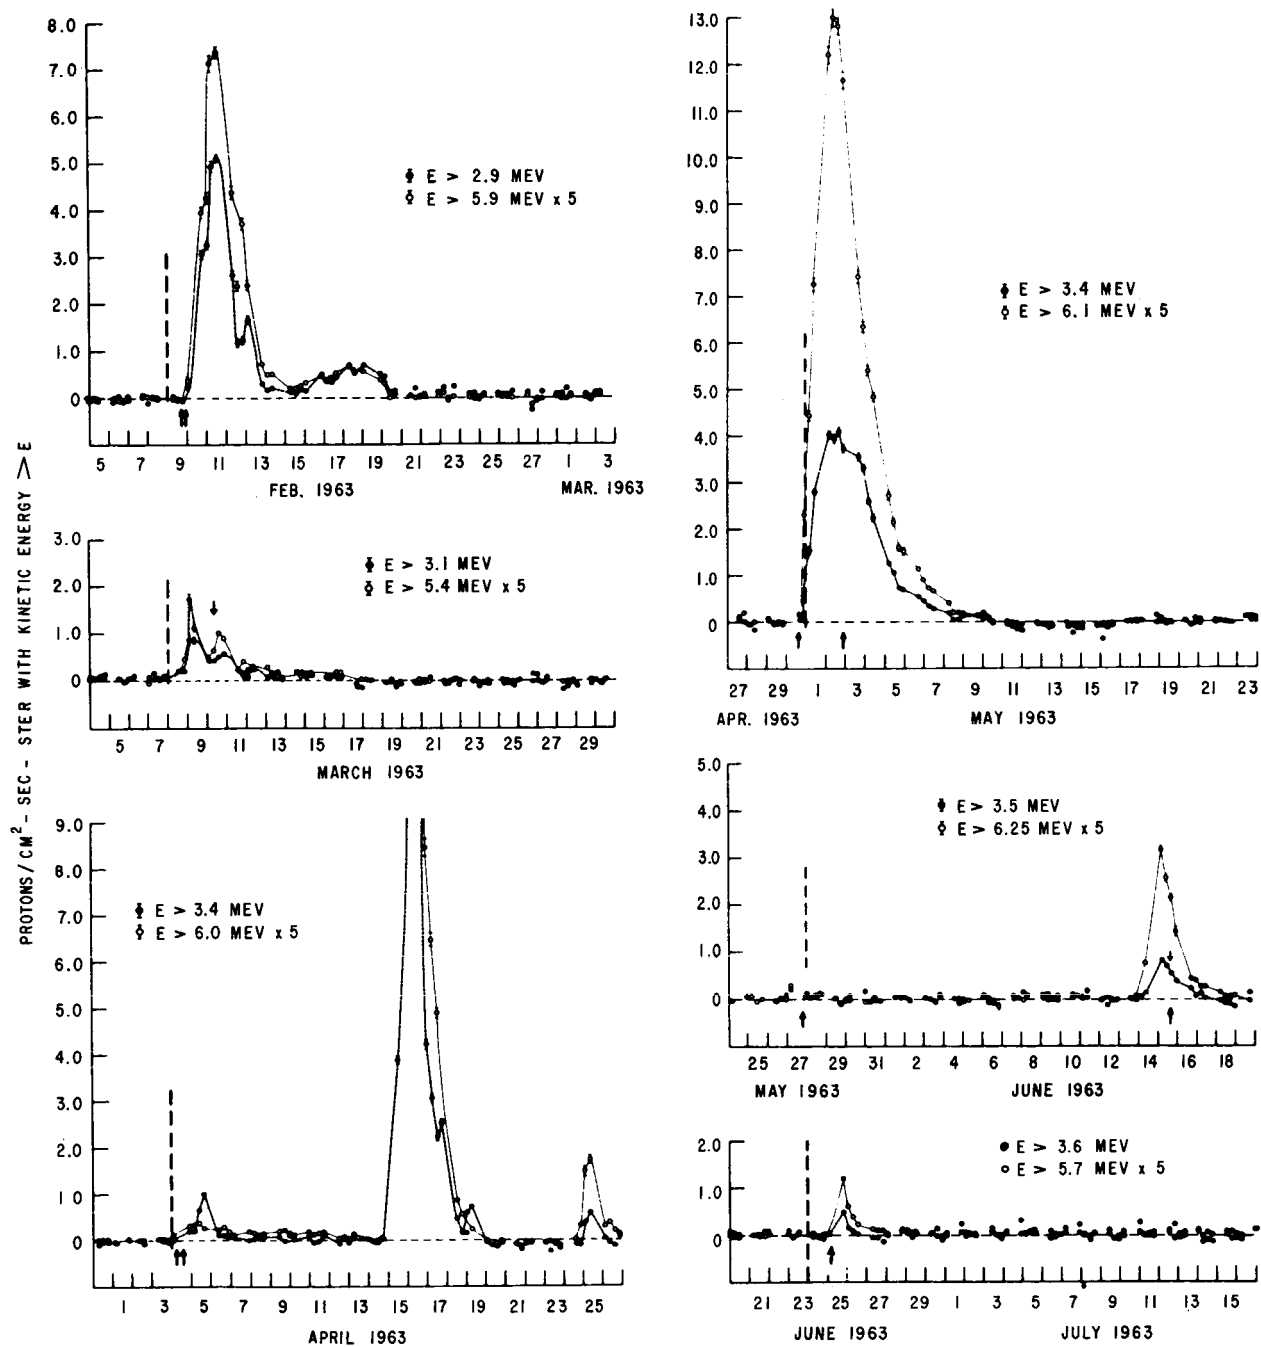 PROTONS/CM² - SEC - STER WITH KINETIC ENERGY > E
8.0
7.0
6.0
5.0
4.0
3.0
2.0
1.0
0
E > 2.9 MEV
E > 5.9 MEV x 5
5 7 9 11 13 15 17 19 21 23 25 27 1 3
FEB. 1963
MAR. 1963
3.0
2.0
1.0
0
E > 3.1 MEV
E > 5.4 MEV x 5
5 7 9 11 13 15 17 19 21 23 25 27 29
MARCH 1963
9.0
8.0
7.0
6.0
5.0
4.0
3.0
2.0
1 0
0
E > 3.4 MEV
E > 6.0 MEV x 5
1 3 5 7 9 11 13 15 17 19 21 23 25
APRIL 1963
13.0
12.0
11.0
10.0
9.0
8.0
7.0
6.0
5.0
4.0
3.0
2.0
1.0
0
E > 3.4 MEV
E > 6.1 MEV x 5
27 29 1 3 5 7 9 11 13 15 17 19 21 23
APR. 1963
MAY 1963
5.0
4.0
3.0
2.0
1.0
0
E > 3.5 MEV
E > 6.25 MEV x 5
25 27 29 31 2 4 6 8 10 12 14 16 18
MAY 1963
JUNE 1963
2.0
1.0
0
E > 3.6 MEV
E > 5.7 MEV x 5
21 23 25 27 29 1 3 5 7 9 11 13 15
JUNE 1963
JULY 1963